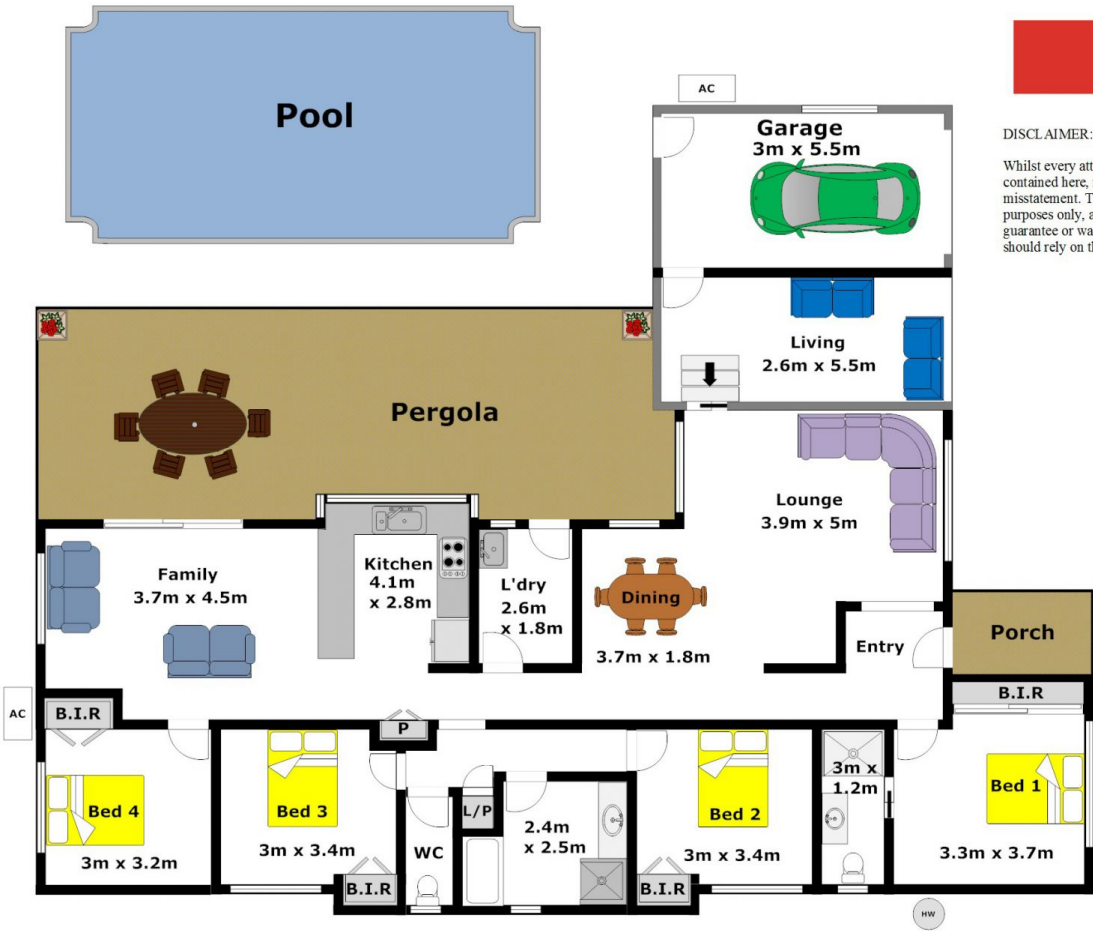 Pool
AC
Garage
3m x 5.5m
DISCLAIMER:
Whilst every att
contained here,
misstatement. T
purposes only, a
guarantee or wa
should rely on th
Living
2.6m x 5.5m
Pergola
Lounge
3.9m x 5m
Family
3.7m x 4.5m
Kitchen
4.1m
x 2.8m
L'dry
2.6m
x 1.8m
Dining
3.7m x 1.8m
Entry
Porch
AC
B.I.R
P
B.I.R
Bed 4
3m x 3.2m
Bed 3
3m x 3.4m
B.I.R
WC
L/P
2.4m
x 2.5m
Bed 2
3m x 3.4m
B.I.R
3m x
1.2m
Bed 1
3.3m x 3.7m
HW